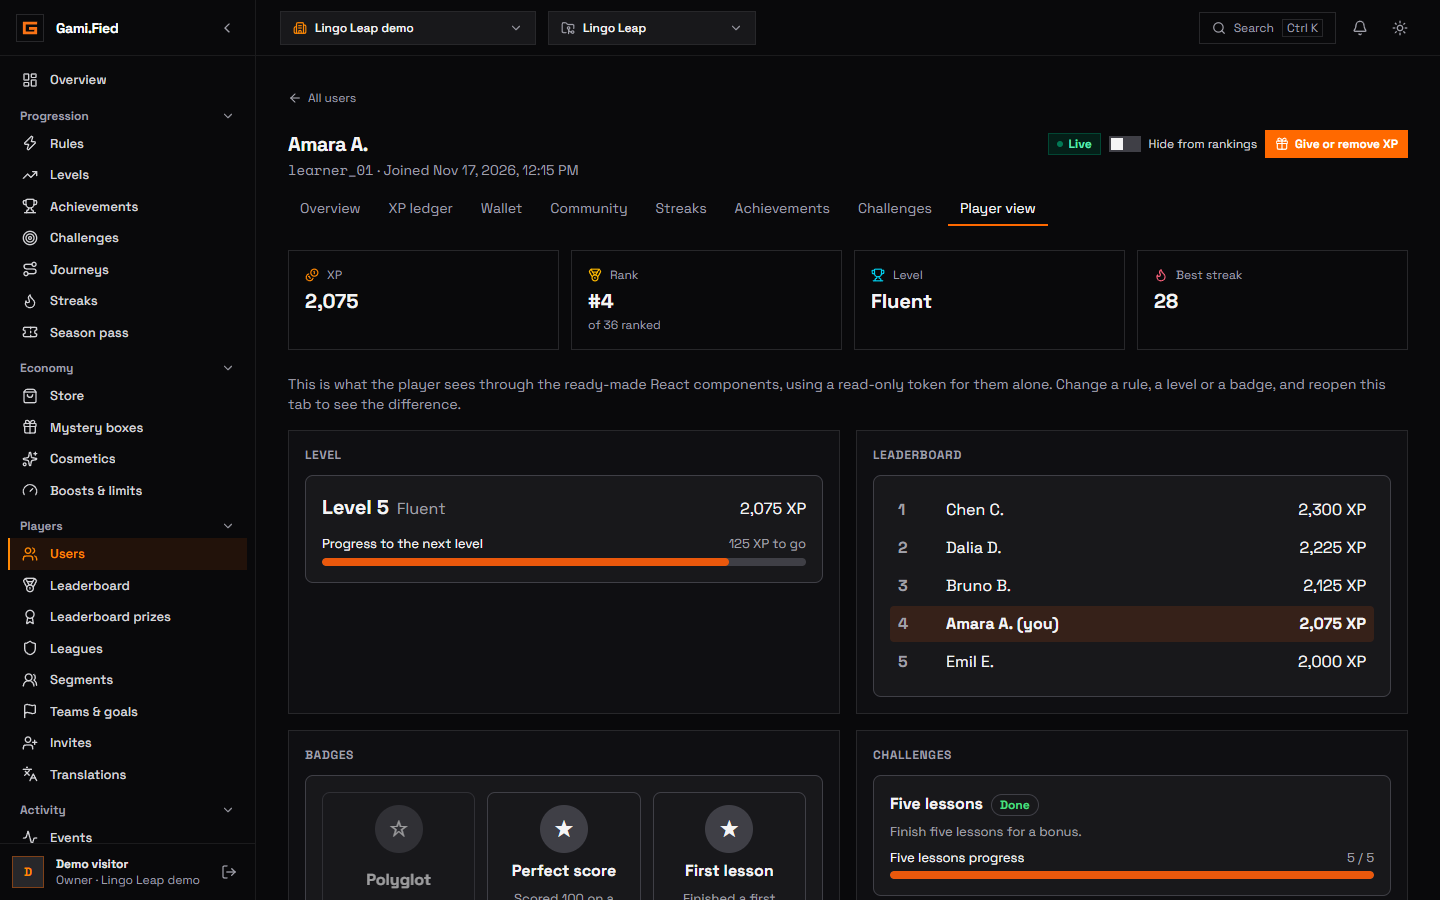 Gami.Fied
Lingo Leap demo
Lingo Leap
Search
Ctrl K
Overview
Progression
Rules
Levels
Achievements
Challenges
Journeys
Streaks
Season pass
Economy
Store
Mystery boxes
Cosmetics
Boosts & limits
Players
Users
Leaderboard
Leaderboard prizes
Leagues
Segments
Teams & goals
Invites
Translations
Activity
Events
D
Demo visitor
Owner · Lingo Leap demo
All users
Amara A.
learner_01 · Joined Nov 17, 2026, 12:15 PM
Live
Hide from rankings
Give or remove XP
Overview
XP ledger
Wallet
Community
Streaks
Achievements
Challenges
Player view
XP
2,075
Rank
#4
of 36 ranked
Level
Fluent
Best streak
28
This is what the player sees through the ready-made React components, using a read-only token for them alone. Change a rule, a level or a badge, and reopen this
tab to see the difference.
LEVEL
Level 5 Fluent
2,075 XP
Progress to the next level
125 XP to go
LEADERBOARD
1 Chen C. 2,300 XP
2 Dalia D. 2,225 XP
3 Bruno B. 2,125 XP
4 Amara A. (you) 2,075 XP
5 Emil E. 2,000 XP
BADGES
Polyglot
Perfect score
Scored 100 on a
First lesson
Finished a first
CHALLENGES
Five lessons
Done
Finish five lessons for a bonus.
Five lessons progress
5 / 5